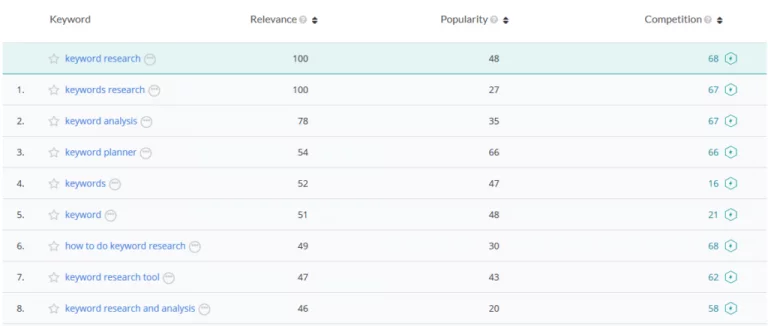 Keyword Relevance Popularity Competition
keyword research 100 48 68
1. keywords research 100 27 67
2. keyword analysis 78 35 67
3. keyword planner 54 66 66
4. keywords 52 47 16
5. keyword 51 48 21
6. how to do keyword research 49 30 68
7. keyword research tool 47 43 62
8. keyword research and analysis 46 20 58